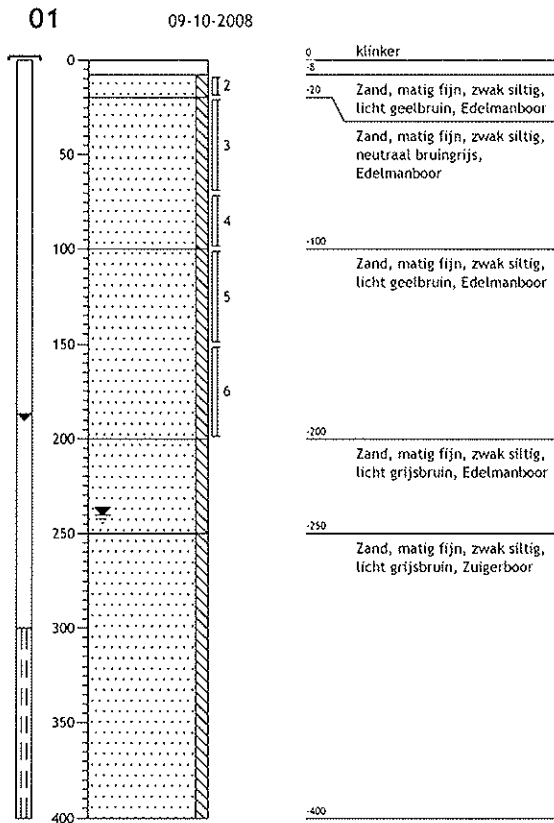 01 09-10-2008
0
50
100
150
200
250
300
350
400
2
3
4
5
6
0 klinker
-8
Zand, matig fijn, zwak siltig,
licht geelbruin, Edelmanboor
-20
Zand, matig fijn, zwak siltig,
neutraal bruingrijs,
Edelmanboor
-100
Zand, matig fijn, zwak siltig,
licht geelbruin, Edelmanboor
-200
Zand, matig fijn, zwak siltig,
licht grijsbruin, Edelmanboor
-250
Zand, matig fijn, zwak siltig,
licht grijsbruin, Zuigerboor
-400